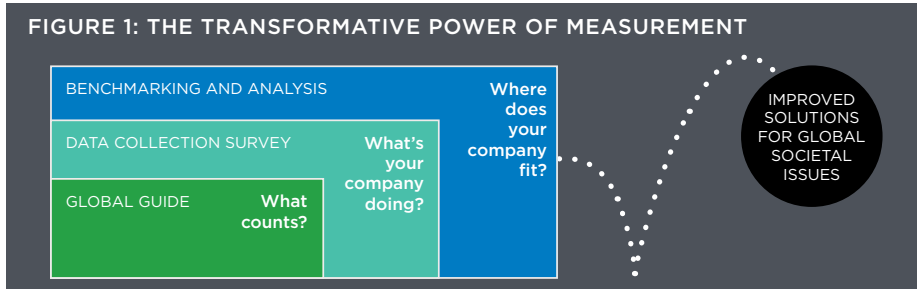 FIGURE 1: THE TRANSFORMATIVE POWER OF MEASUREMENT
BENCHMARKING AND ANALYSIS
Where
does
your
company
fit?
DATA COLLECTION SURVEY
What's
your
company
doing?
GLOBAL GUIDE
What
counts?
IMPROVED
SOLUTIONS
FOR GLOBAL
SOCIETAL
ISSUES